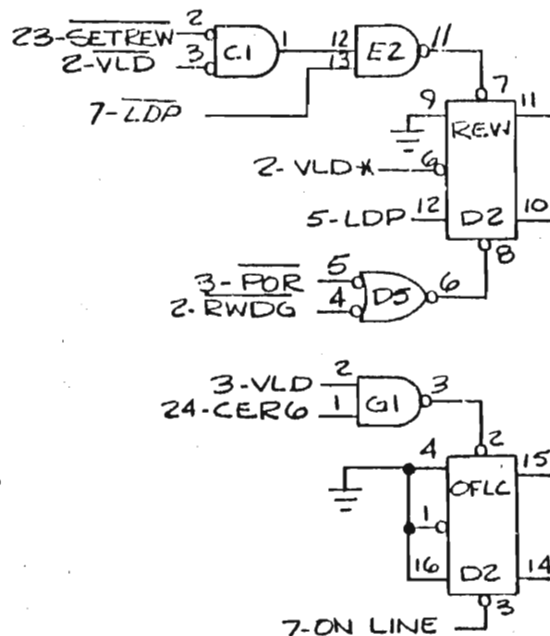 2
23-SETREW
C1
1
12
E2
11
3
2-VLD
13
7
7-LDP
9
REW
11
2-VLD*
6
5-LDP
12
D2
10
8
3-POR
5
D5
6
2-RWDG
4
2
3-VLD
G1
3
24-CER6
1
2
4
15
OFLC
1
16
D2
14
3
7-ON LINE